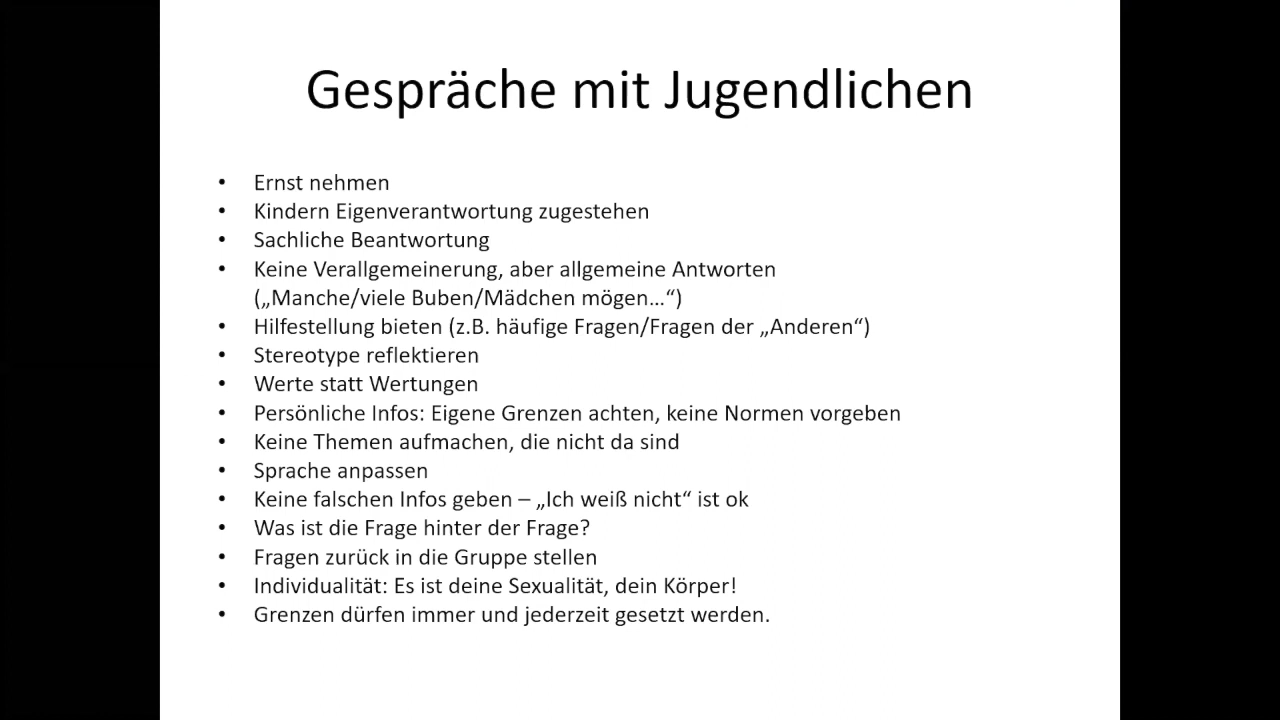 Gespräche mit Jugendlichen
• Ernst nehmen
• Kindern Eigenverantwortung zugestehen
• Sachliche Beantwortung
• Keine Verallgemeinerung, aber allgemeine Antworten
(„Manche/viele Buben/Mädchen mögen…“)
• Hilfestellung bieten (z.B. häufige Fragen/Fragen der „Anderen“)
• Stereotype reflektieren
• Werte statt Wertungen
• Persönliche Infos: Eigene Grenzen achten, keine Normen vorgeben
• Keine Themen aufmachen, die nicht da sind
• Sprache anpassen
• Keine falschen Infos geben – „Ich weiß nicht“ ist ok
• Was ist die Frage hinter der Frage?
• Fragen zurück in die Gruppe stellen
• Individualität: Es ist deine Sexualität, dein Körper!
• Grenzen dürfen immer und jederzeit gesetzt werden.